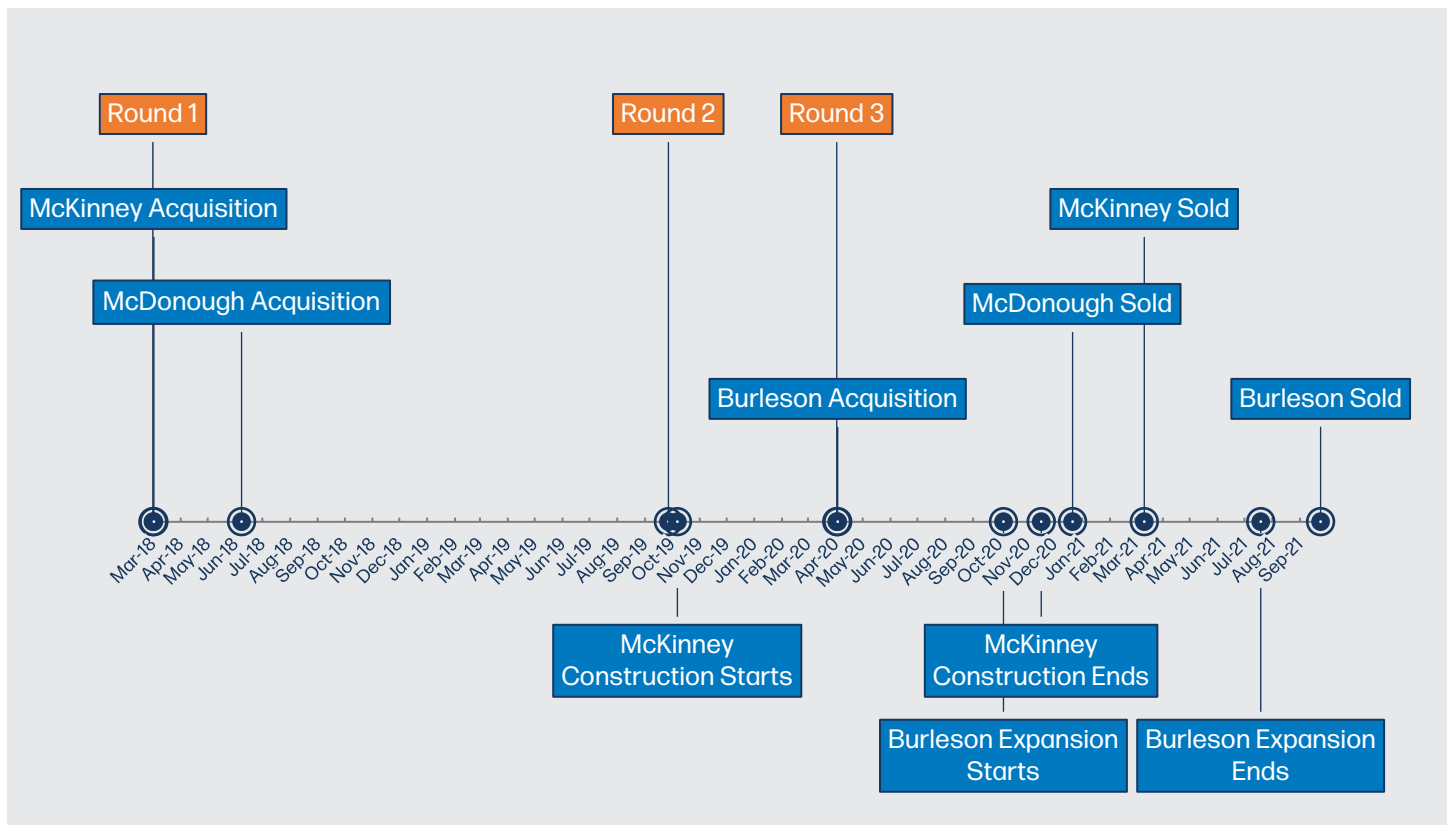 Round 1
Round 2
Round 3
McKinney Acquisition
McKinney Sold
McDonough Acquisition
McDonough Sold
Burleson Acquisition
Burleson Sold
Mar-18
Apr-18
May-18
Jun-18
Jul-18
Aug-18
Sep-18
Oct-18
Nov-18
Dec-18
Jan-19
Feb-19
Mar-19
Apr-19
May-19
Jun-19
Jul-19
Aug-19
Sep-19
Oct-19
Nov-19
Dec-19
Jan-20
Feb-20
Mar-20
Apr-20
May-20
Jun-20
Jul-20
Aug-20
Sep-20
Oct-20
Nov-20
Dec-20
Jan-21
Feb-21
Mar-21
Apr-21
May-21
Jun-21
Jul-21
Aug-21
Sep-21
McKinney
Construction Starts
McKinney
Construction Ends
Burleson Expansion
Starts
Burleson Expansion
Ends